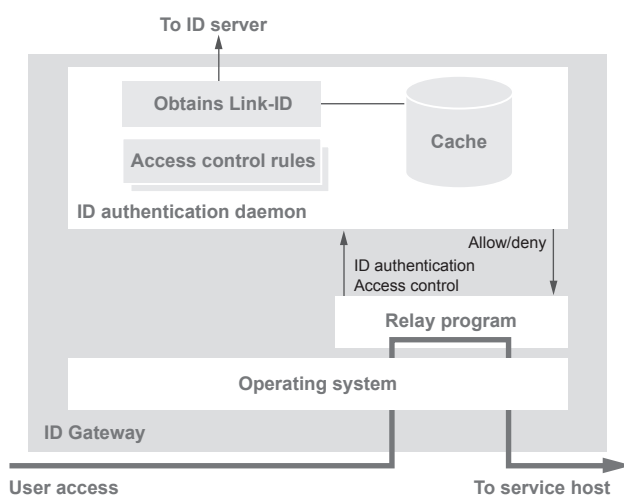 To ID server
Obtains Link-ID
Cache
Access control rules
ID authentication daemon
Allow/deny
ID authentication
Access control
Relay program
Operating system
ID Gateway
User access
To service host